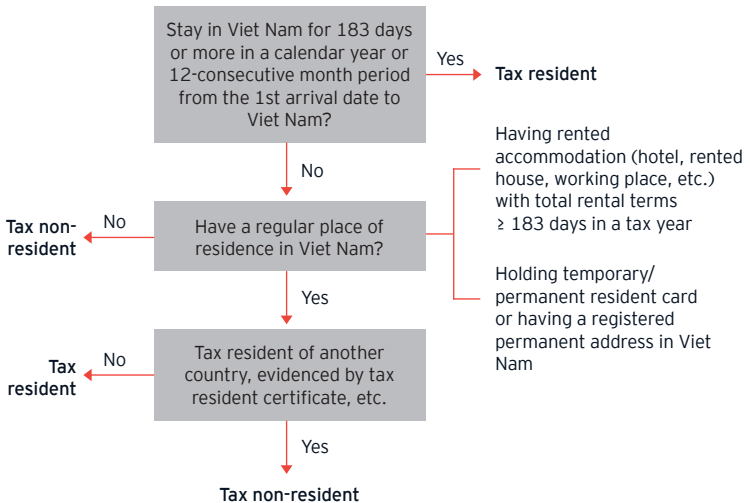 Stay in Viet Nam for 183 days
or more in a calendar year or
12-consecutive month period
from the 1st arrival date to
Viet Nam?
Yes
Tax resident
No
Have a regular place of
residence in Viet Nam?
No
Tax non-
resident
Having rented
accommodation (hotel, rented
house, working place, etc.)
with total rental terms
≥ 183 days in a tax year
Holding temporary/
permanent resident card
or having a registered
permanent address in Viet
Nam
Yes
Tax resident of another
country, evidenced by tax
resident certificate, etc.
No
Tax
resident
Yes
Tax non-resident